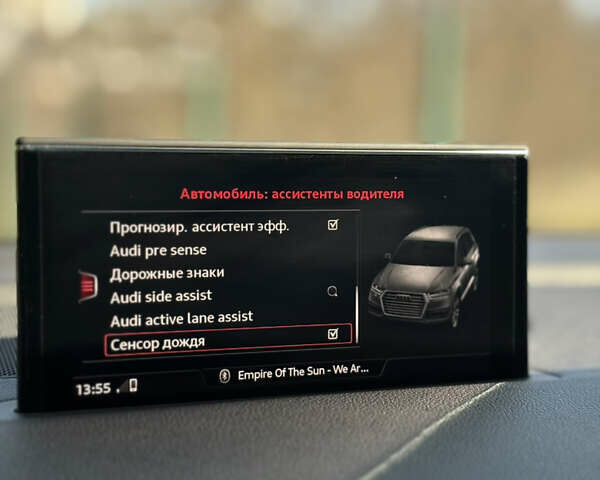 Автомобиль: ассистенты водителя
Прогнозир. ассистент эфф.
Audi pre sense
Дорожные знаки
Audi side assist
Audi active lane assist
Сенсор дождя
13:55
Empire Of The Sun - We Ar...